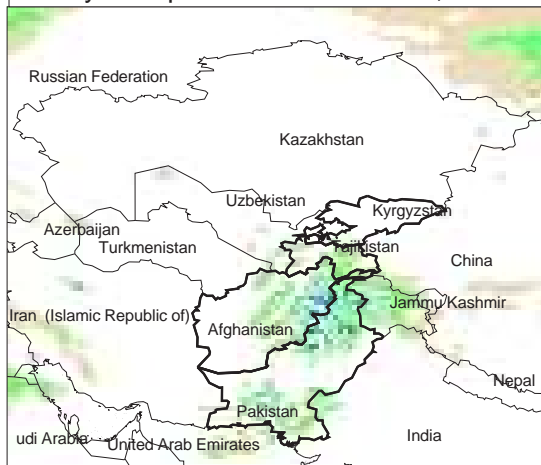 Russian Federation
Kazakhstan
Uzbekistan
Kyrgyzstan
Azerbaijan
Turkmenistan
Tajikistan
China
Iran (Islamic Republic of)
Jammu/Kashmir
Afghanistan
Nepal
Pakistan
udi Arabia
United Arab Emirates
India